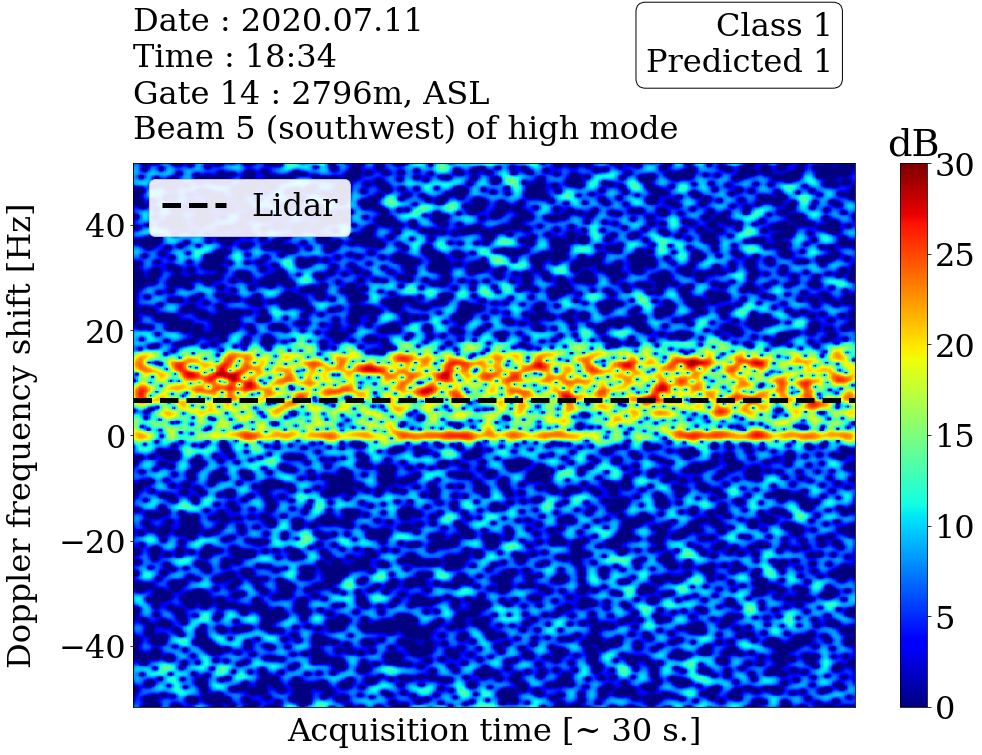 Date : 2020.07.11
Time : 18:34
Gate 14 : 2796m, ASL
Beam 5 (southwest) of high mode
Class 1
Predicted 1
dB
Lidar
Doppler frequency shift [Hz]
40
20
0
−20
−40
Acquisition time [~ 30 s.]
30
25
20
15
10
5
0